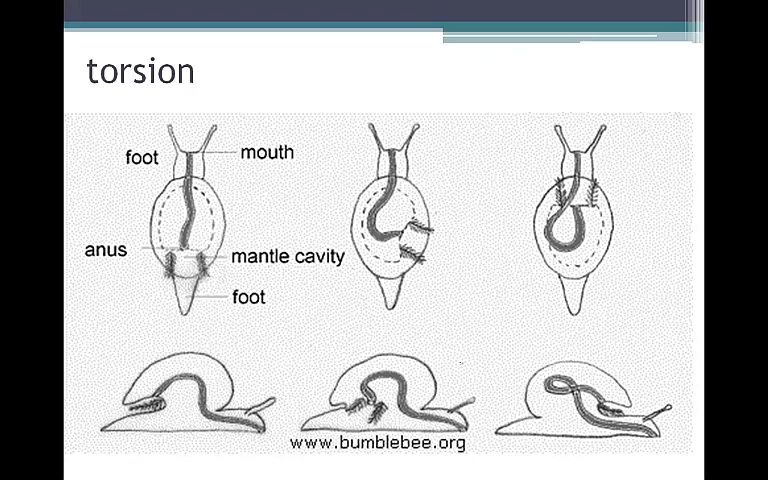 torsion
foot
mouth
anus
mantle cavity
foot
www.bumblebee.org